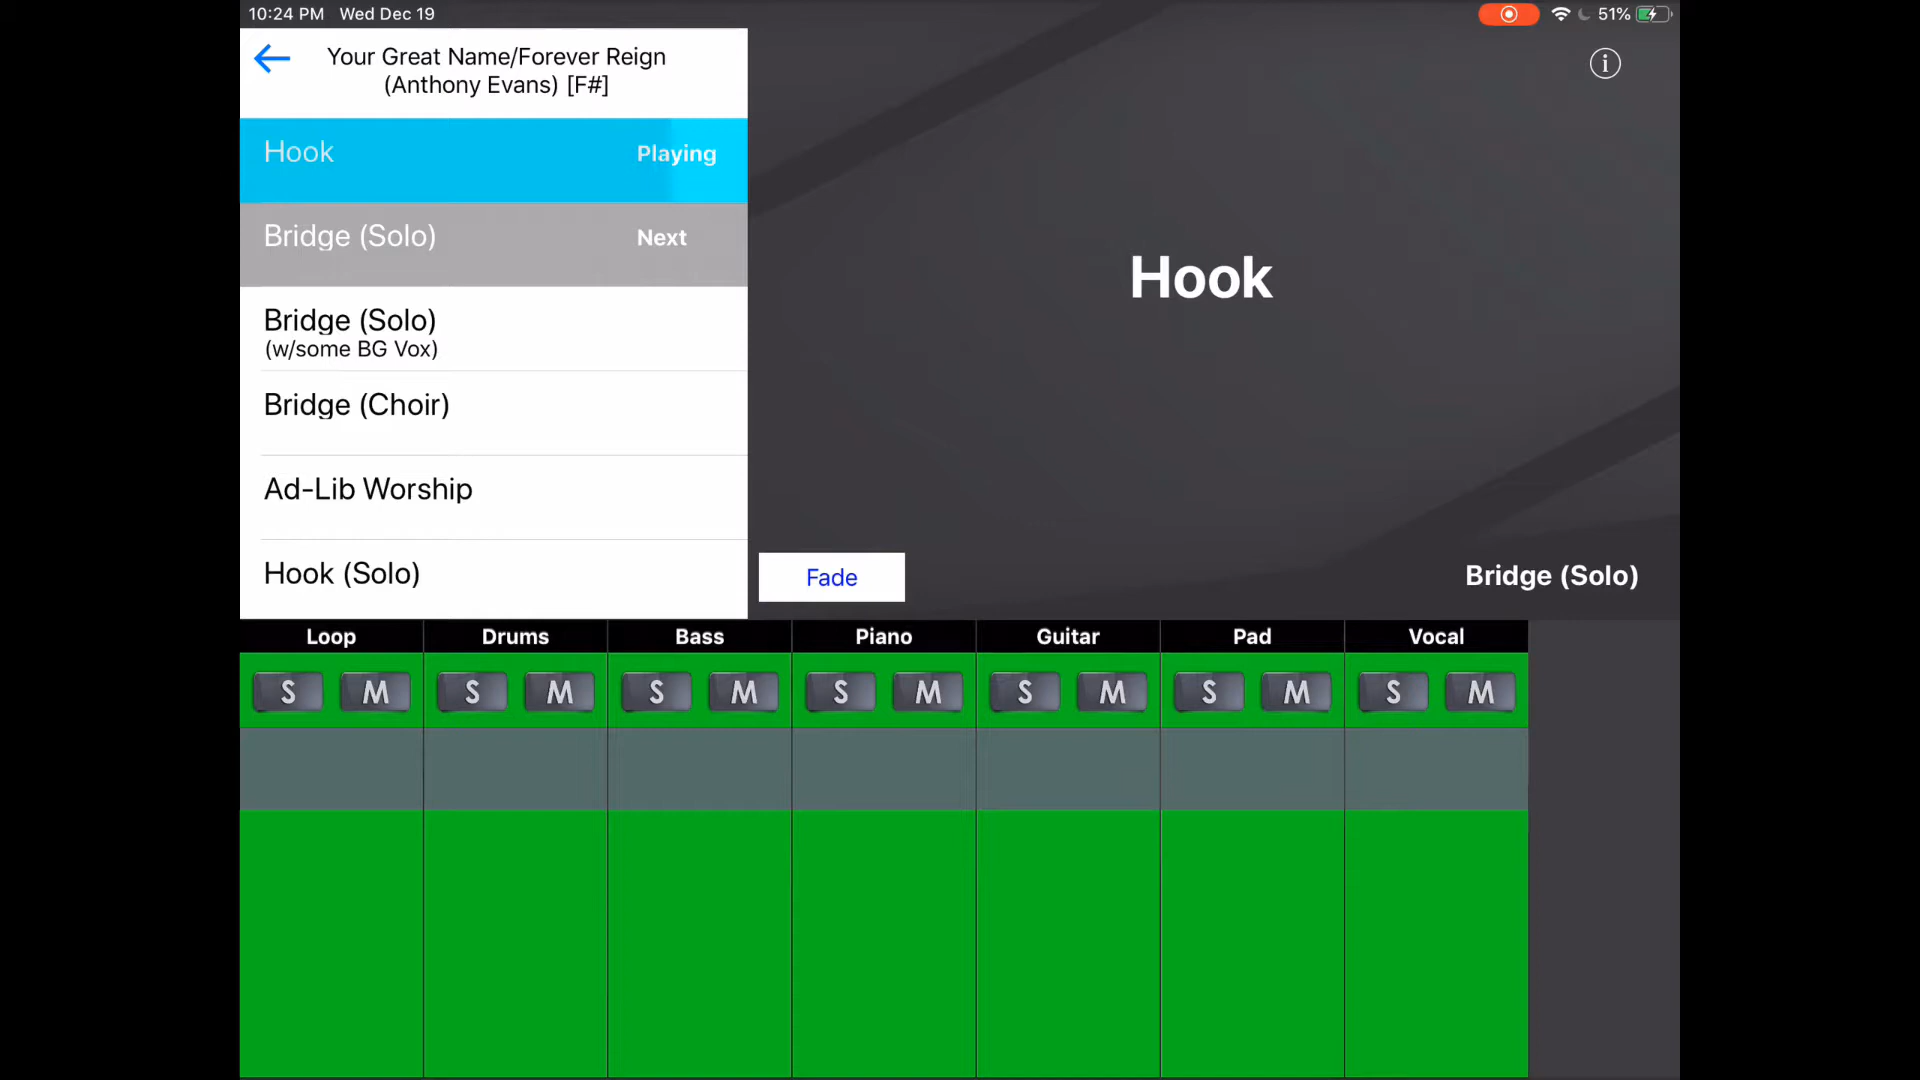 10:24 PM Wed Dec 19
51%
Your Great Name/Forever Reign
(Anthony Evans) [F#]
Hook Playing
Bridge (Solo) Next
Bridge (Solo)
(w/some BG Vox)
Bridge (Choir)
Ad-Lib Worship
Hook (Solo)
i
Hook
Fade
Bridge (Solo)
Loop Drums Bass Piano Guitar Pad Vocal
S M S M S M S M S M S M S M